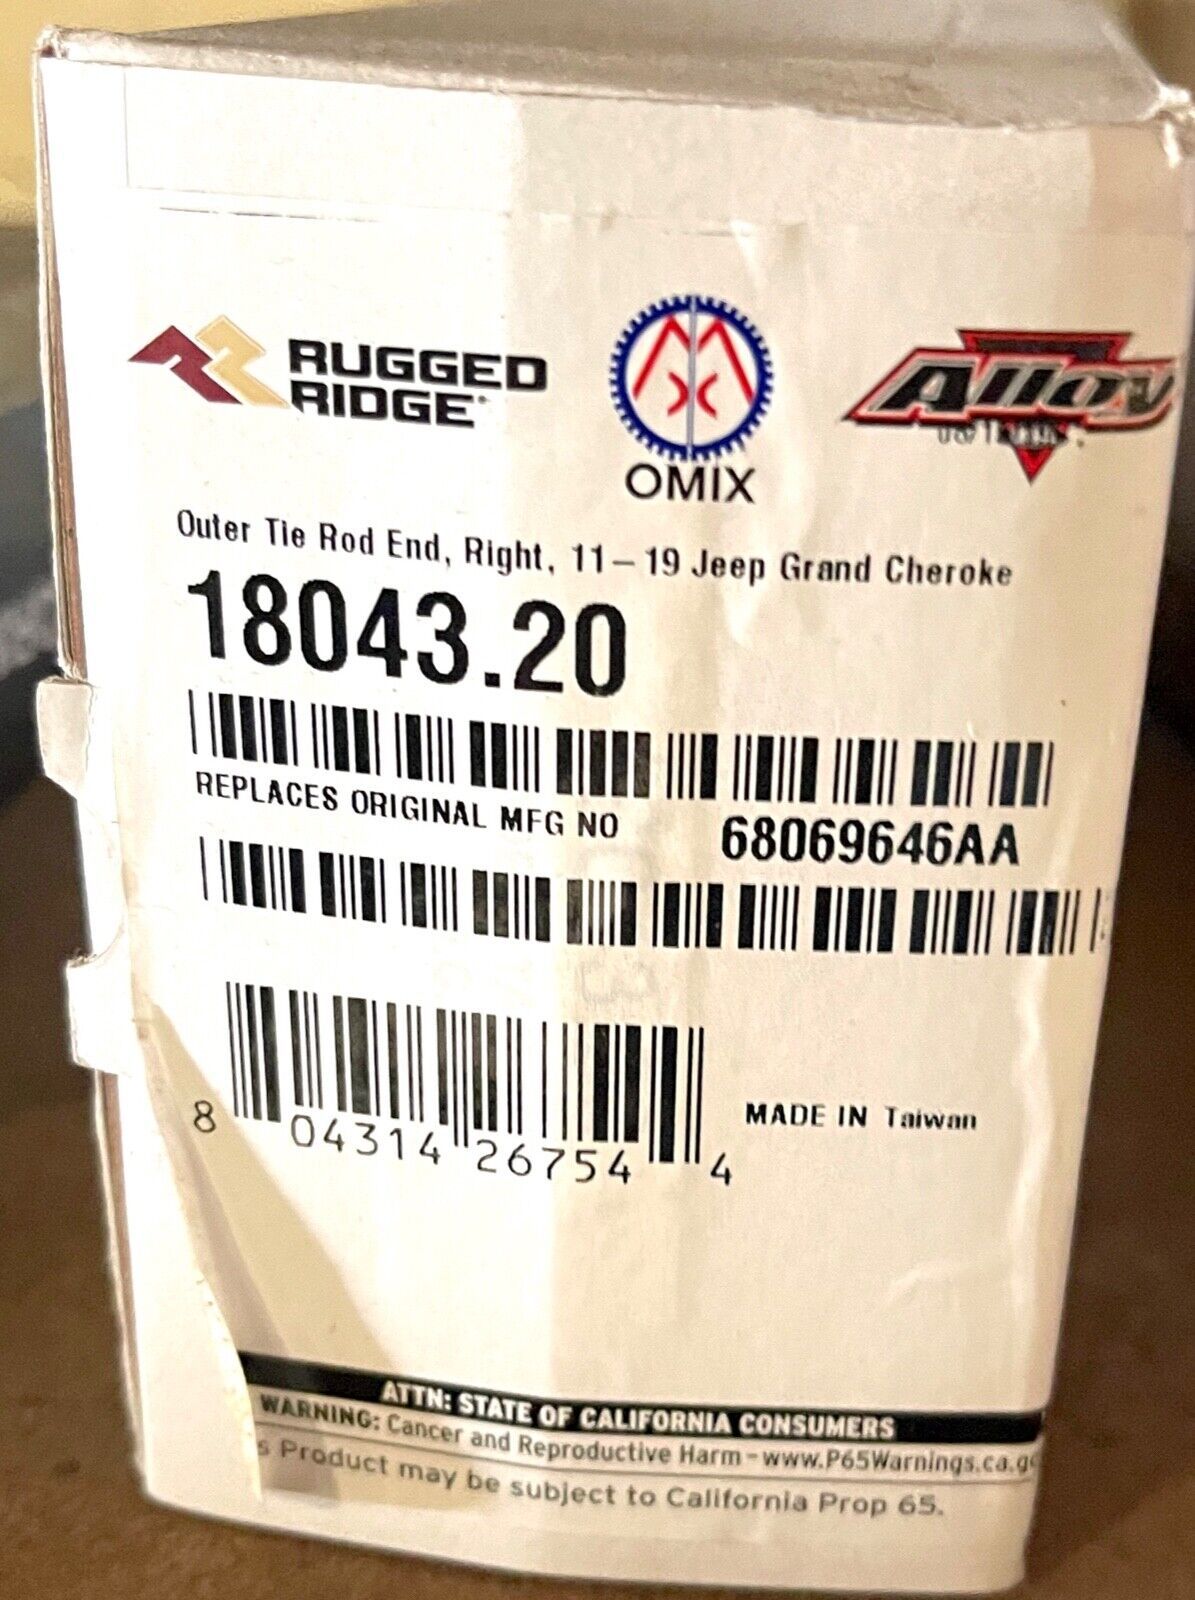 RUGGED
RIDGE
OMIX
Alloy
Outer Tie Rod End, Right, 11-19 Jeep Grand Cheroke
18043.20
REPLACES ORIGINAL MFG NO 68069646AA
8 04314 26754 4
MADE IN Taiwan
ATTN: STATE OF CALIFORNIA CONSUMERS
WARNING: Cancer and Reproductive Harm - www.P65Warnings.ca.g
s Product may be subject to California Prop 65.